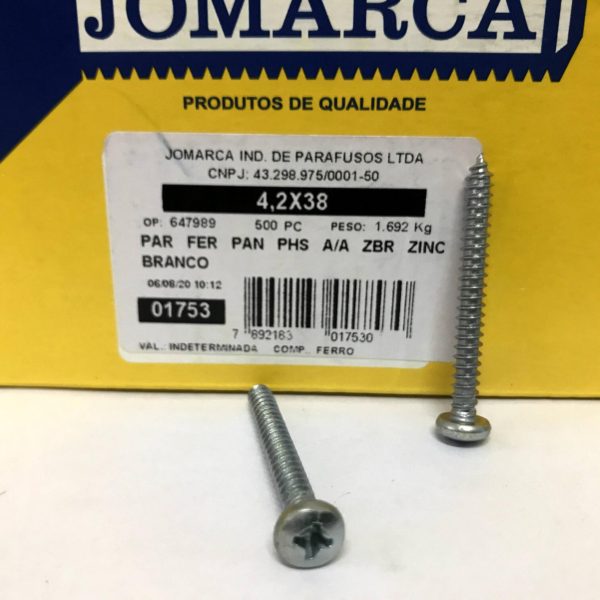 JOMARCA
PRODUTOS DE QUALIDADE
JOMARCA IND. DE PARAFUSOS LTDA
CNPJ: 43.298.975/0001-50
4,2X38
OP: 647989 500 PC PESO: 1.692 Kg
PAR FER PAN PHS A/A ZBR ZINC
BRANCO
06/08/20 10:12
01753
7 892183 017530
VAL.: INDETERMINADA COMP.: FERRO